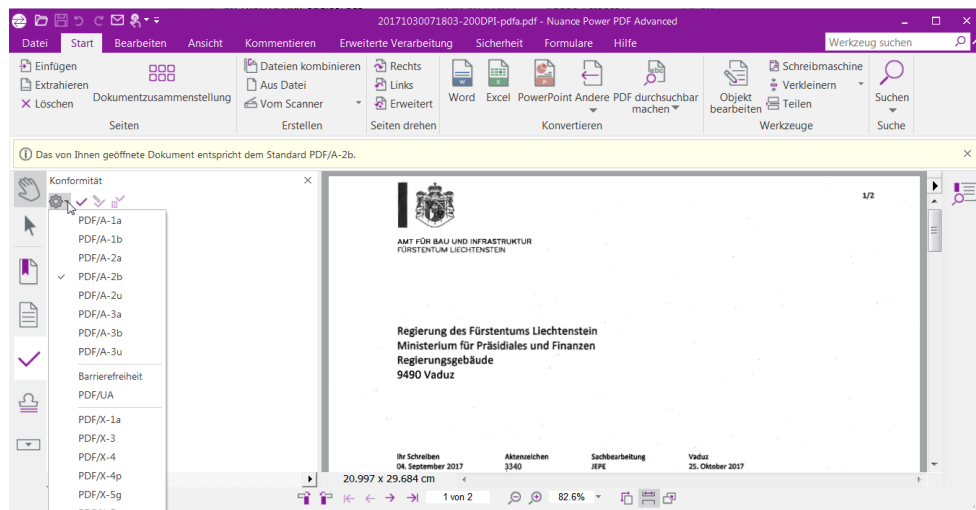 20171030071803-200DPI-pdfa.pdf - Nuance Power PDF Advanced
Datei Start Bearbeiten Ansicht Kommentieren Erweiterte Verarbeitung Sicherheit Formulare Hilfe Werkzeug suchen
Einfügen
Extrahieren
Löschen
Dokumentzusammenstellung
Seiten
Dateien kombinieren
Aus Datei
Vom Scanner
Erstellen
Rechts
Links
Erweitert
Seiten drehen
Word Excel PowerPoint Andere PDF durchsuchbar
machen
Konvertieren
Objekt
bearbeiten
Schreibmaschine
Verkleinern
Teilen
Werkzeuge
Suchen
Suche
Das von Ihnen geöffnete Dokument entspricht dem Standard PDF/A-2b.
Konformität
PDF/A-1a
PDF/A-1b
PDF/A-2a
PDF/A-2b
PDF/A-2u
PDF/A-3a
PDF/A-3b
PDF/A-3u
Barrierefreiheit
PDF/UA
PDF/X-1a
PDF/X-3
PDF/X-4
PDF/X-4p
PDF/X-5g
1/2
AMT FÜR BAU UND INFRASTRUKTUR
FÜRSTENTUM LIECHTENSTEIN
Regierung des Fürstentums Liechtenstein
Ministerium für Präsidiales und Finanzen
Regierungsgebäude
9490 Vaduz
Ihr Schreiben Aktenzeichen Sachbearbeitung Vaduz
04. September 2017 3340 JEPE 25. Oktober 2017
20.997 x 29.684 cm
1 von 2 82.6%